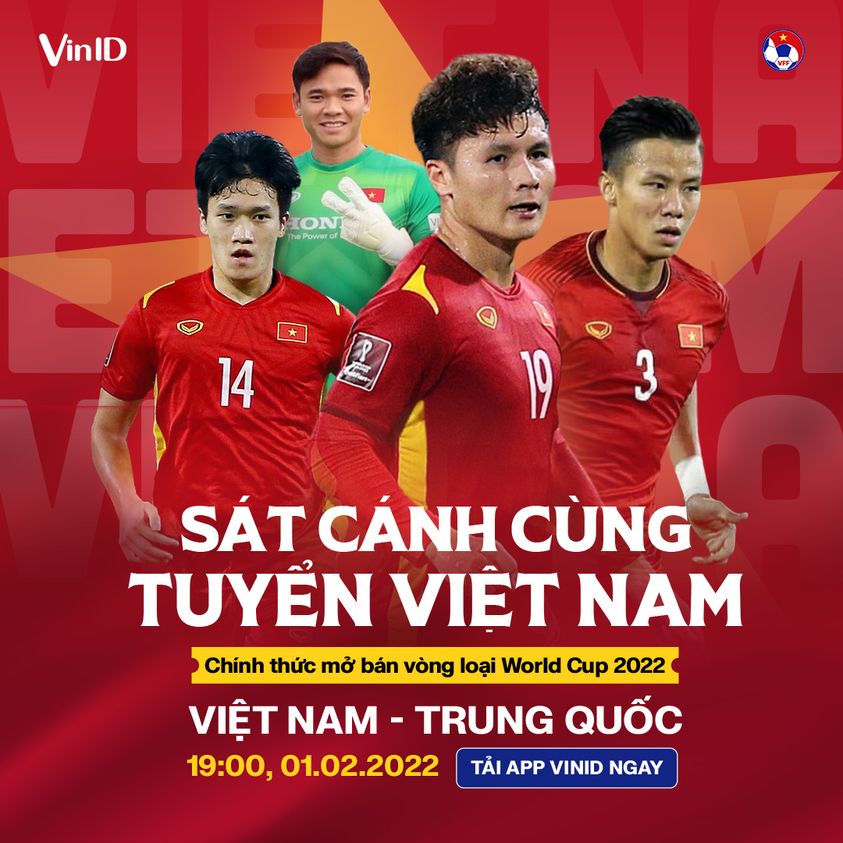 VinID
VFF
HONDA
The Power of
14
19
3
SÁT CÁNH CÙNG
TUYỂN VIỆT NAM
Chính thức mở bán vòng loại World Cup 2022
VIỆT NAM - TRUNG QUỐC
19:00, 01.02.2022
TẢI APP VINID NGAY